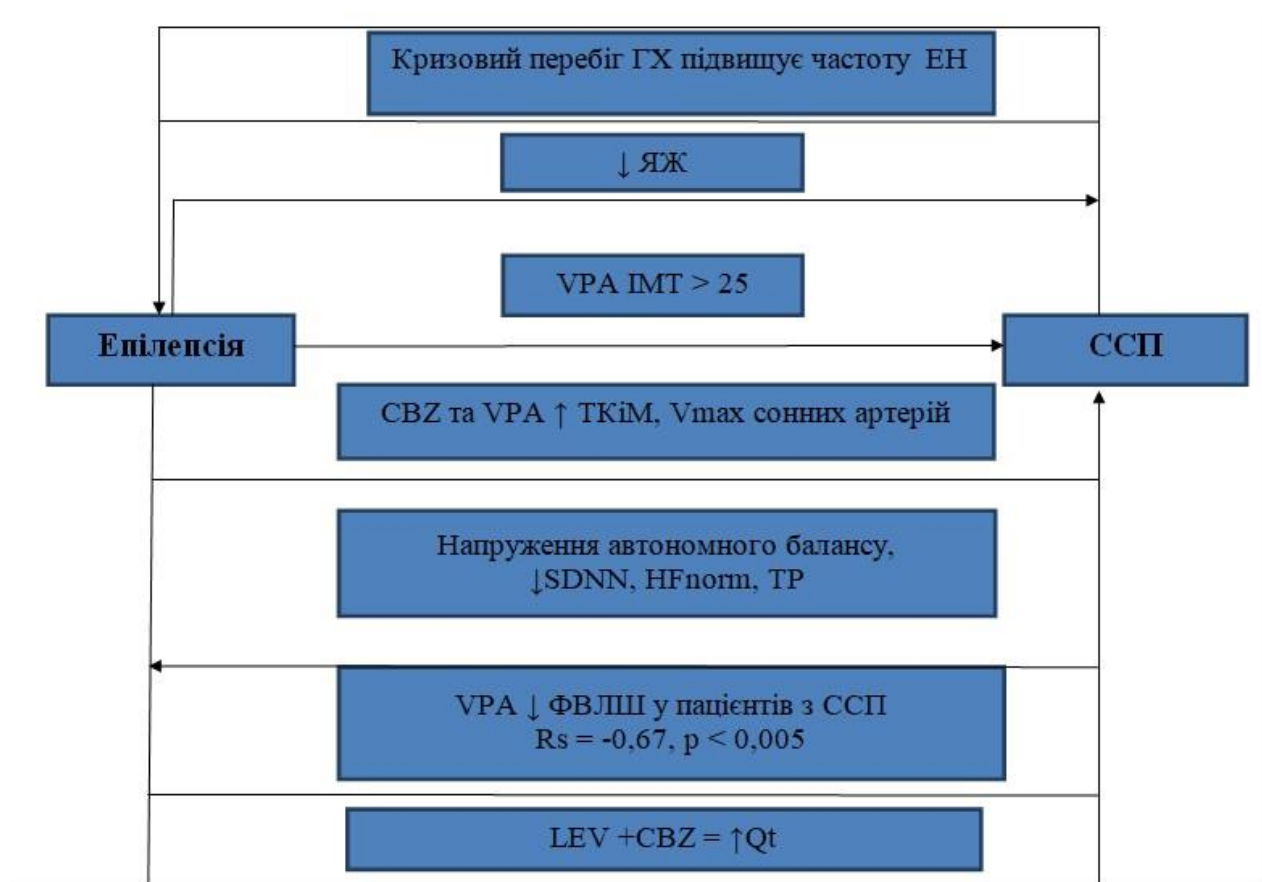 Кризовий перебіг ГХ підвищує частоту ЕН
↓ ЯЖ
VPA ІМТ > 25
Епілепсія
ССП
CBZ та VPA ↑ ТКіМ, Vmax сонних артерій
Напруження автономного балансу,
↓SDNN, HFnorm, TP
VPA ↓ ФВЛШ у пацієнтів з ССП
Rs = -0,67, p < 0,005
LEV +CBZ = ↑Qt